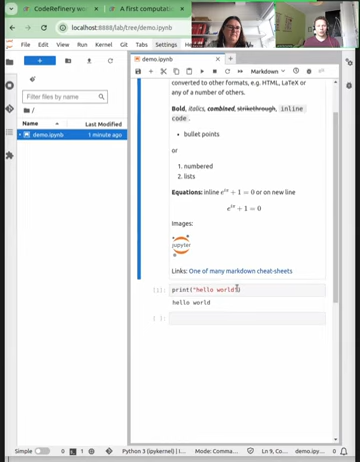 CodeRefinery w
A first computatio
localhost:8888/lab/tree/demo.ipynb
File Edit View Run Kernel Tabs Settings H
Filter files by name
/
Name Last Modified
demo.ipynb 1 minute ago
demo.ipynb
Markdown
converted to other formats, e.g. HTML, LaTeX or
any of a number of others.
Bold, italics, combined, strikethrough, inline
code.
• bullet points
or
1. numbered
2. lists
Equations: inline e^{iπ} + 1 = 0 or on new line
e^{iπ} + 1 = 0
Images:
jupyter
Links: One of many markdown cheat-sheets
[1]: print("hello world")
hello world
[ ]:
Simple 1 Python 3 (ipykernel) | Mode: Comma... Ln 9, Co... demo.ipy... 0